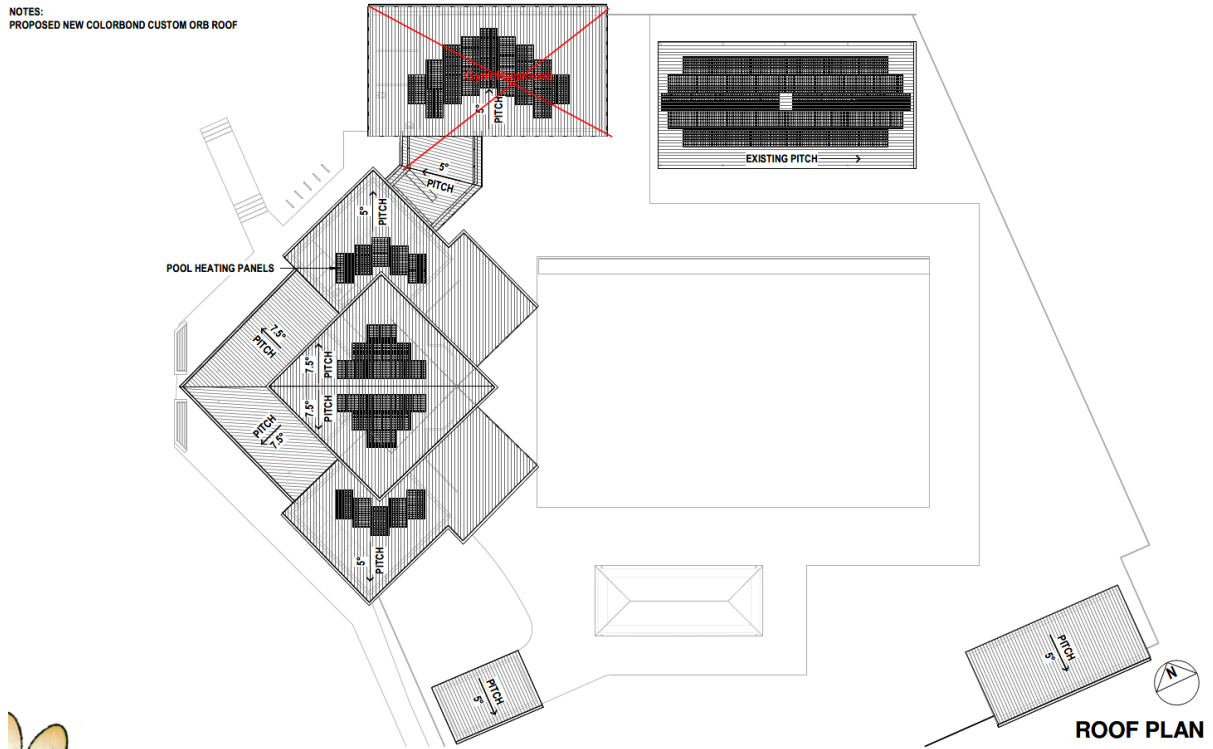 NOTES:
PROPOSED NEW COLORBOND CUSTOM ORB ROOF
5°
PITCH
EXISTING PITCH
5°
PITCH
5°
PITCH
POOL HEATING PANELS
7.5°
PITCH
7.5°
PITCH
7.5°
PITCH
PITCH
7.5°
5°
PITCH
PITCH
5°
PITCH
5°
N
ROOF PLAN